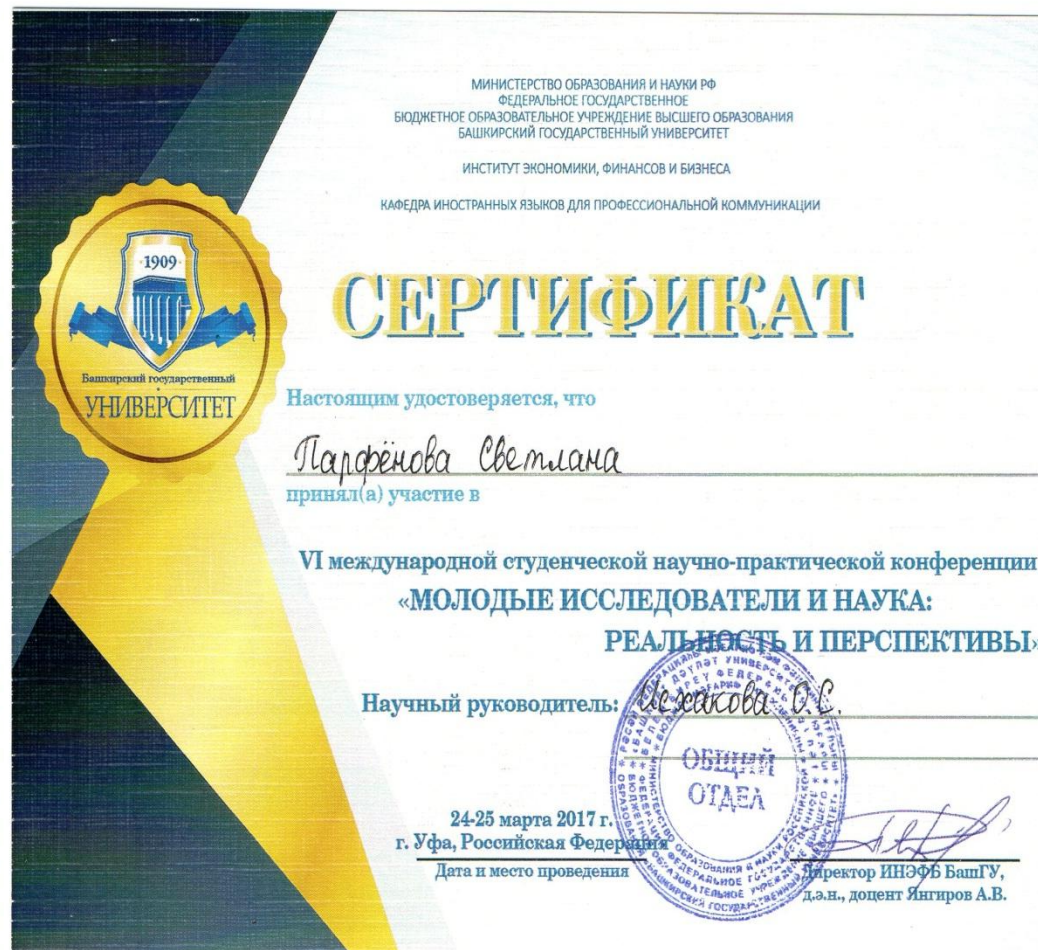 МИНИСТЕРСТВО ОБРАЗОВАНИЯ И НАУКИ РФ
ФЕДЕРАЛЬНОЕ ГОСУДАРСТВЕННОЕ
БЮДЖЕТНОЕ ОБРАЗОВАТЕЛЬНОЕ УЧРЕЖДЕНИЕ ВЫСШЕГО ОБРАЗОВАНИЯ
БАШКИРСКИЙ ГОСУДАРСТВЕННЫЙ УНИВЕРСИТЕТ
ИНСТИТУТ ЭКОНОМИКИ, ФИНАНСОВ И БИЗНЕСА
КАФЕДРА ИНОСТРАННЫХ ЯЗЫКОВ ДЛЯ ПРОФЕССИОНАЛЬНОЙ КОММУНИКАЦИИ
1909
Башкирский государственный
УНИВЕРСИТЕТ
СЕРТИФИКАТ
Настоящим удостоверяется, что
Парфёнова Светлана
принял(а) участие в
VI международной студенческой научно-практической конференции
«МОЛОДЫЕ ИССЛЕДОВАТЕЛИ И НАУКА:
РЕАЛЬНОСТЬ И ПЕРСПЕКТИВЫ»
Научный руководитель: Исхакова О.С.
ОБЩИЙ
ОТДЕЛ
24-25 марта 2017 г.
г. Уфа, Российская Федерация
Дата и место проведения
Директор ИНЭФБ БашГУ,
д.э.н., доцент Янгиров А.В.